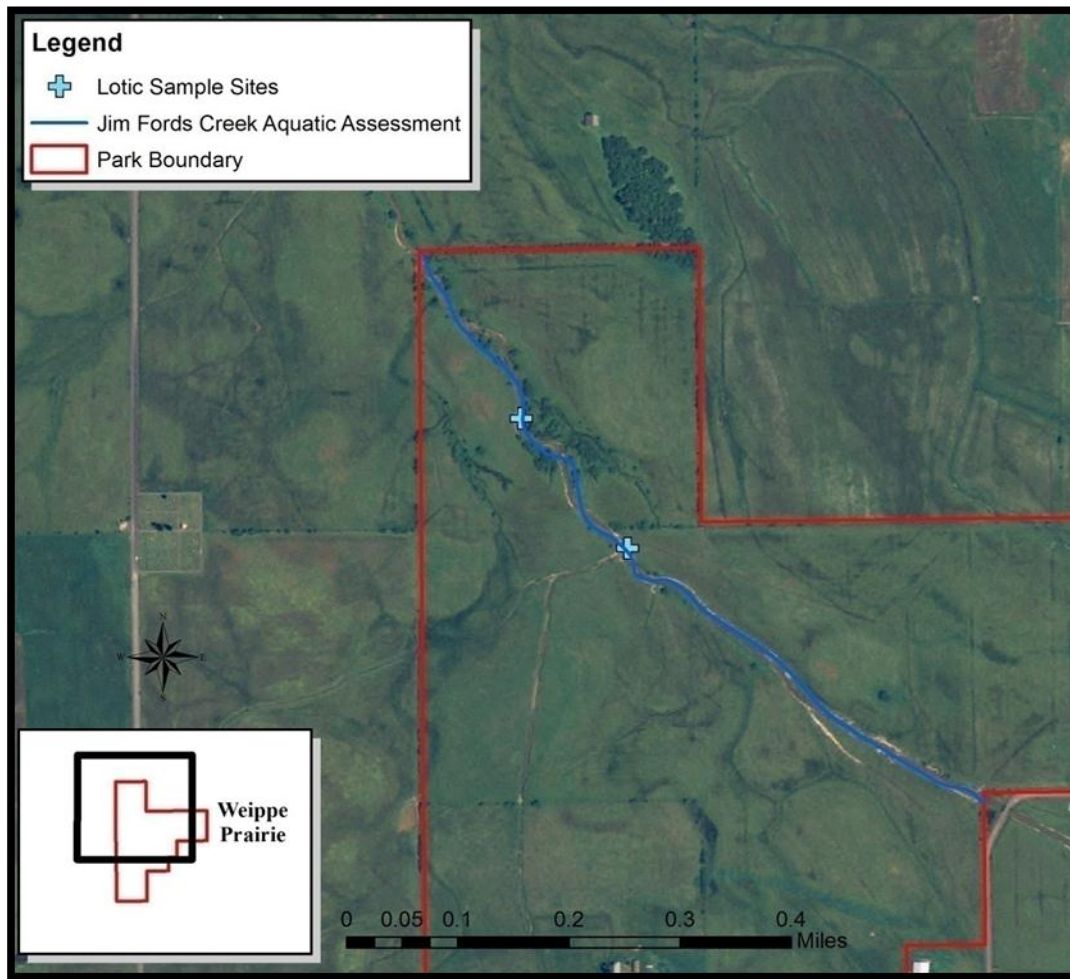 Legend
Lotic Sample Sites
Jim Fords Creek Aquatic Assessment
Park Boundary
N
W E
S
Weippe
Prairie
0 0.05 0.1 0.2 0.3 0.4
Miles